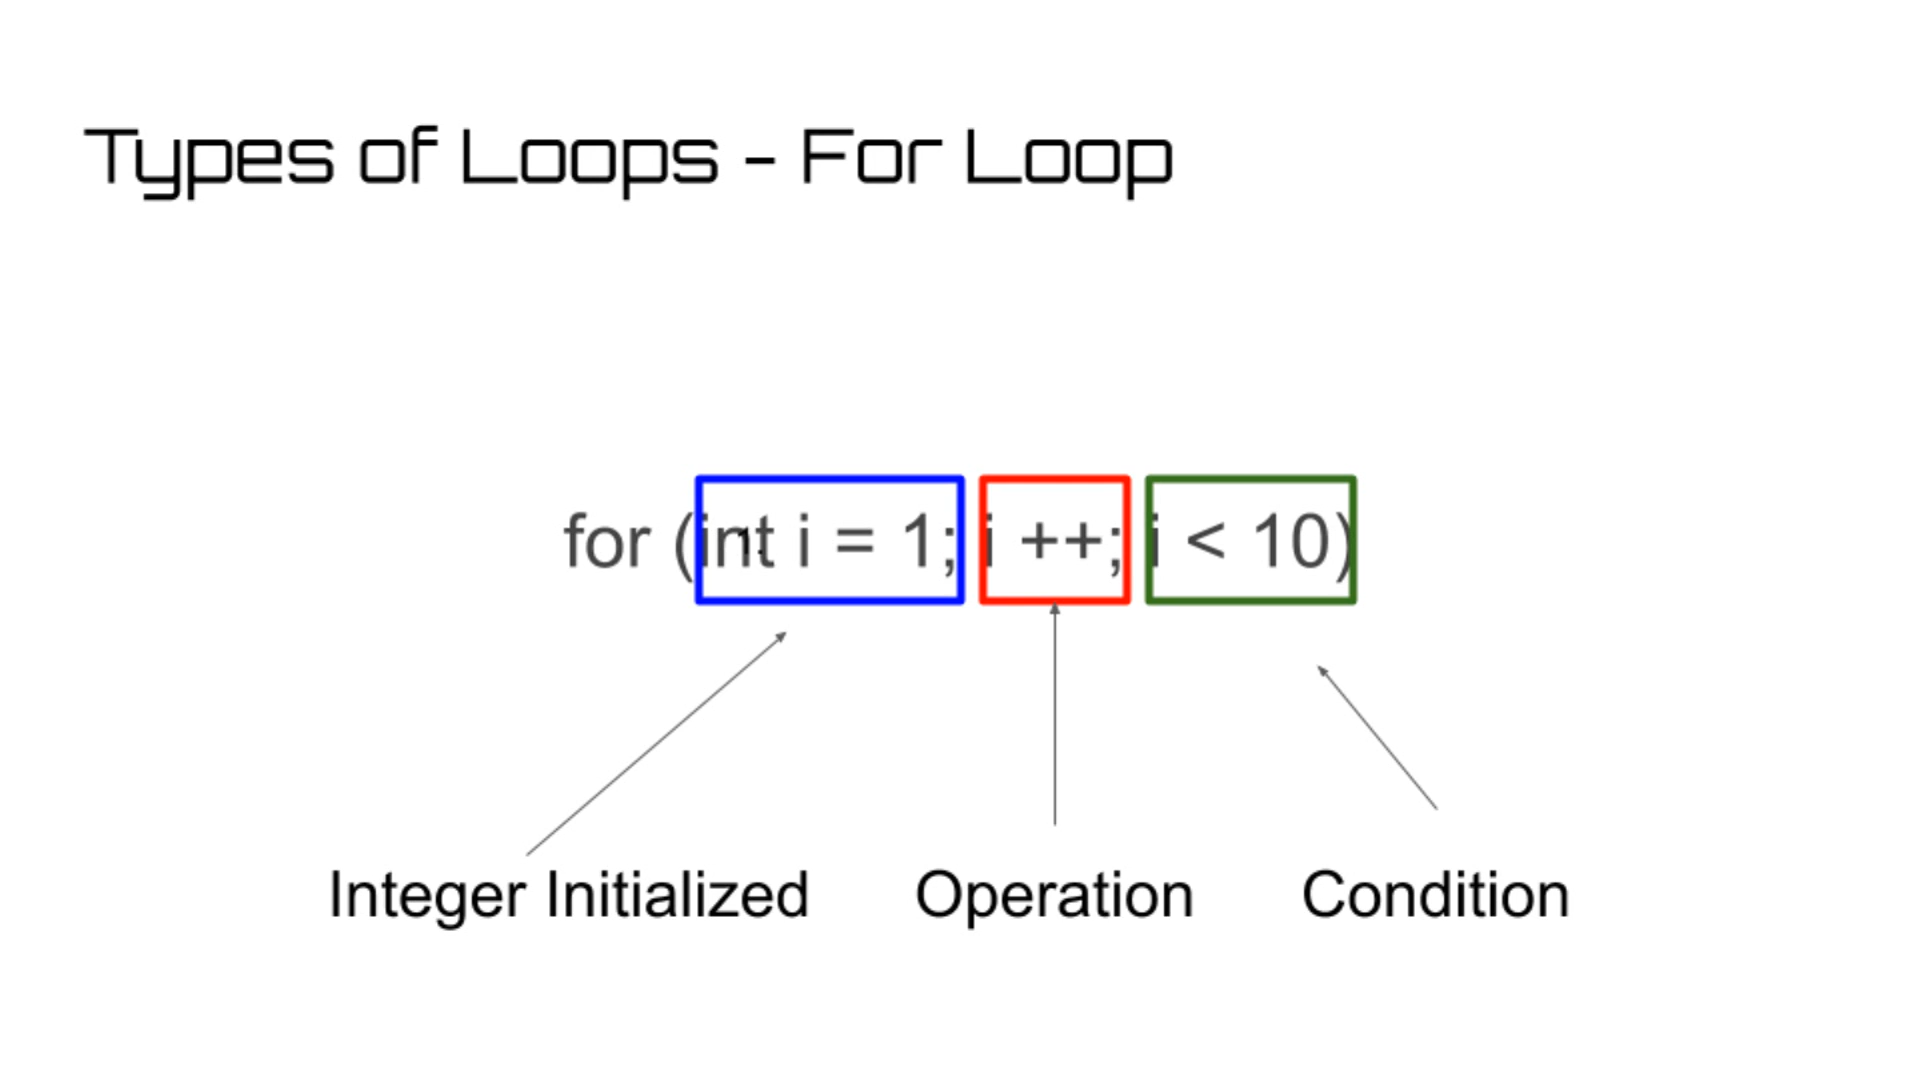 Types of Loops - For Loop
for (int i = 1; i ++; i < 10)
Integer Initialized
Operation
Condition